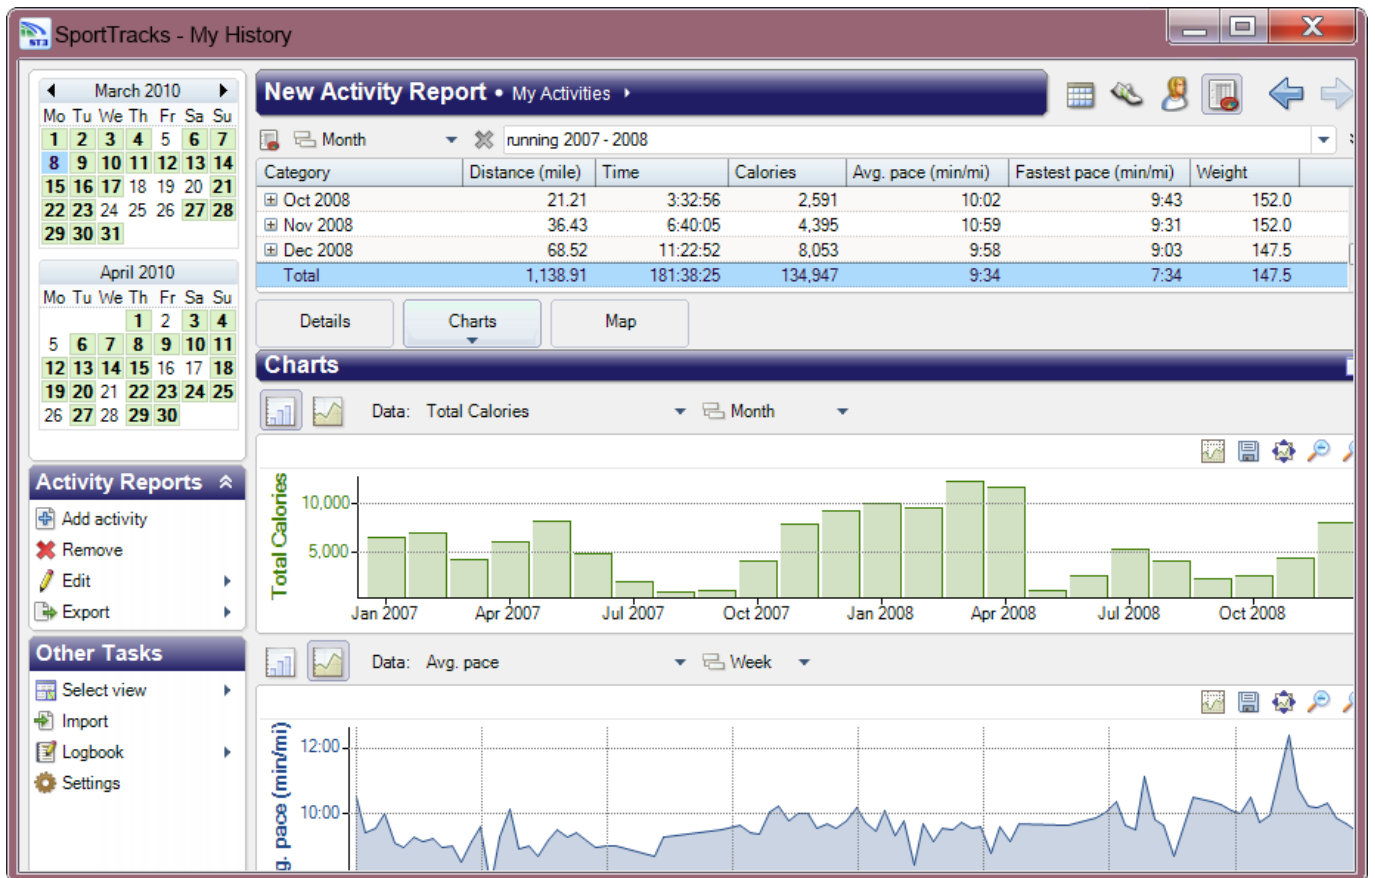 SportTracks - My History
March 2010
Mo Tu We Th Fr Sa Su
1 2 3 4 5 6 7
8 9 10 11 12 13 14
15 16 17 18 19 20 21
22 23 24 25 26 27 28
29 30 31
April 2010
Mo Tu We Th Fr Sa Su
1 2 3 4
5 6 7 8 9 10 11
12 13 14 15 16 17 18
19 20 21 22 23 24 25
26 27 28 29 30
Activity Reports
Add activity
Remove
Edit
Export
Other Tasks
Select view
Import
Logbook
Settings
New Activity Report • My Activities
Month running 2007 - 2008
Category Distance (mile) Time Calories Avg. pace (min/mi) Fastest pace (min/mi) Weight
Oct 2008 21.21 3:32:56 2,591 10:02 9:43 152.0
Nov 2008 36.43 6:40:05 4,395 10:59 9:31 152.0
Dec 2008 68.52 11:22:52 8,053 9:58 9:03 147.5
Total 1,138.91 181:38:25 134,947 9:34 7:34 147.5
Details Charts Map
Charts
Data: Total Calories Month
Total Calories
10,000
5,000
Jan 2007 Apr 2007 Jul 2007 Oct 2007 Jan 2008 Apr 2008 Jul 2008 Oct 2008
Data: Avg. pace Week
g. pace (min/mi)
12:00
10:00